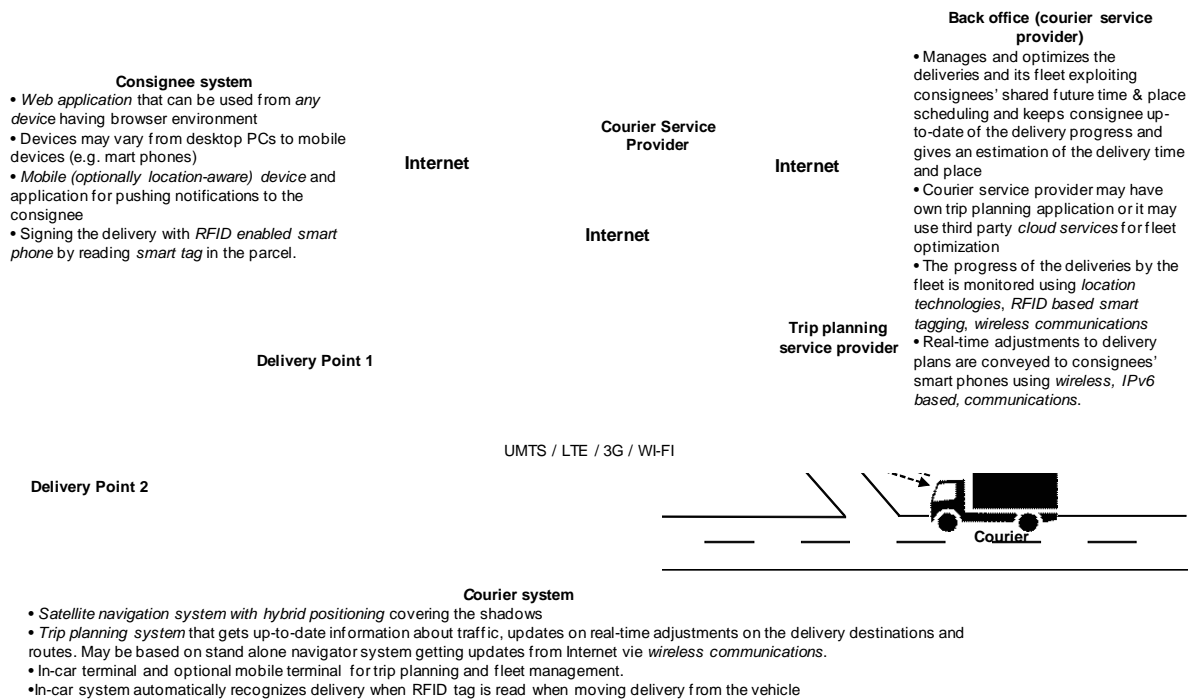 Consignee system
• Web application that can be used from any
device having browser environment
• Devices may vary from desktop PCs to mobile
devices (e.g. mart phones)
• Mobile (optionally location-aware) device and
application for pushing notifications to the
consignee
• Signing the delivery with RFID enabled smart
phone by reading smart tag in the parcel.
Internet
Courier Service
Provider
Internet
Internet
Back office (courier service
provider)
• Manages and optimizes the
deliveries and its fleet exploiting
consignees' shared future time & place
scheduling and keeps consignee up-
to-date of the delivery progress and
gives an estimation of the delivery time
and place
• Courier service provider may have
own trip planning application or it may
use third party cloud services for fleet
optimization
• The progress of the deliveries by the
fleet is monitored using location
technologies, RFID based smart
tagging, wireless communications
• Real-time adjustments to delivery
plans are conveyed to consignees'
smart phones using wireless, IPv6
based, communications.
Trip planning
service provider
Delivery Point 1
UMTS / LTE / 3G / WI-FI
Delivery Point 2
Courier
Courier system
• Satellite navigation system with hybrid positioning covering the shadows
• Trip planning system that gets up-to-date information about traffic, updates on real-time adjustments on the delivery destinations and
routes. May be based on stand alone navigator system getting updates from Internet vie wireless communications.
• In-car terminal and optional mobile terminal for trip planning and fleet management.
•In-car system automatically recognizes delivery when RFID tag is read when moving delivery from the vehicle